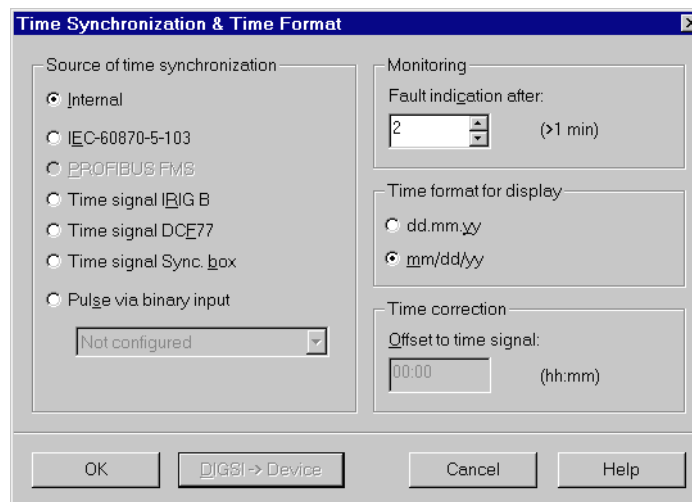 Time Synchronization & Time Format
Source of time synchronization
Internal
IEC-60870-5-103
PROFIBUS FMS
Time signal IRIG B
Time signal DCF77
Time signal Sync. box
Pulse via binary input
Not configured
Monitoring
Fault indication after:
2 (>1 min)
Time format for display
dd.mm.yy
mm/dd/yy
Time correction
Offset to time signal:
00:00 (hh:mm)
OK DIGSI -> Device Cancel Help